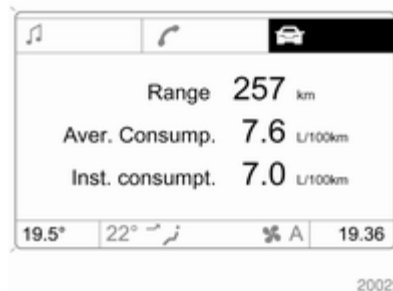 Range 257 km
Aver. Consump. 7.6 L/100km
Inst. consumpt. 7.0 L/100km
19.5° 22° A 19.36
2002